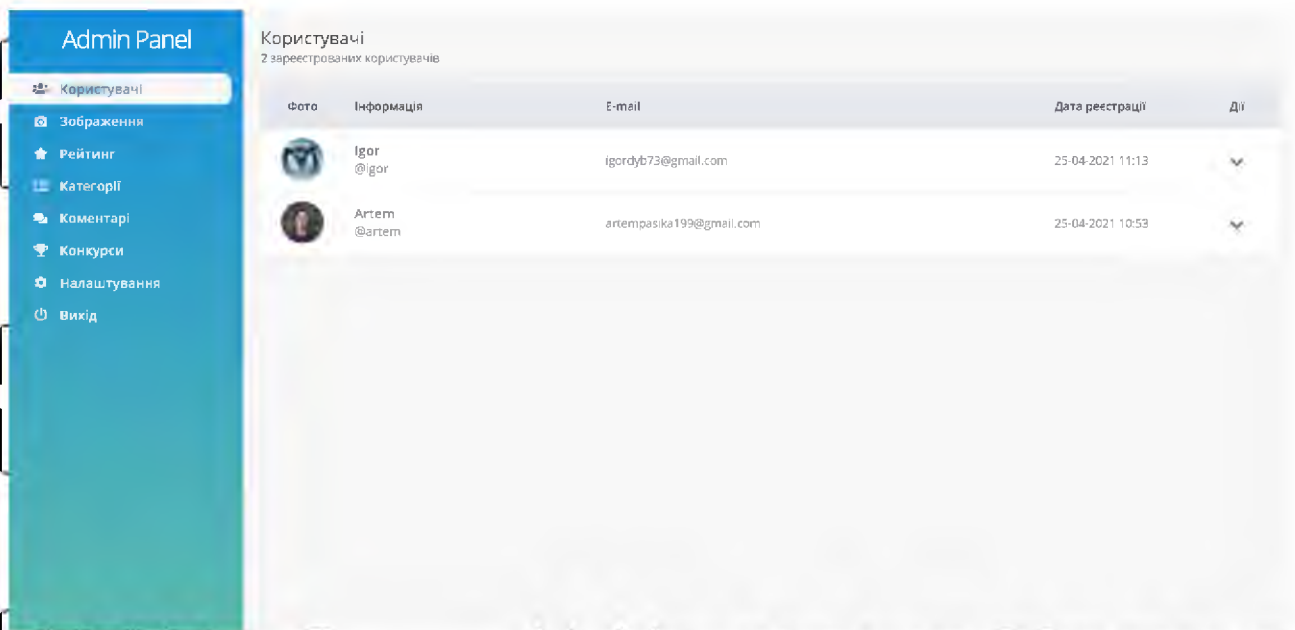 Admin Panel
Користувачі
Зображення
Рейтинг
Категорії
Коментарі
Конкурси
Налаштування
Вихід
Користувачі
2 зареєстрованих користувачів
Фото Інформація E-mail Дата реєстрації Дії
Igor
@igor
igordyb73@gmail.com 25-04-2021 11:13
Artem
@artem
artempasika199@gmail.com 25-04-2021 10:53